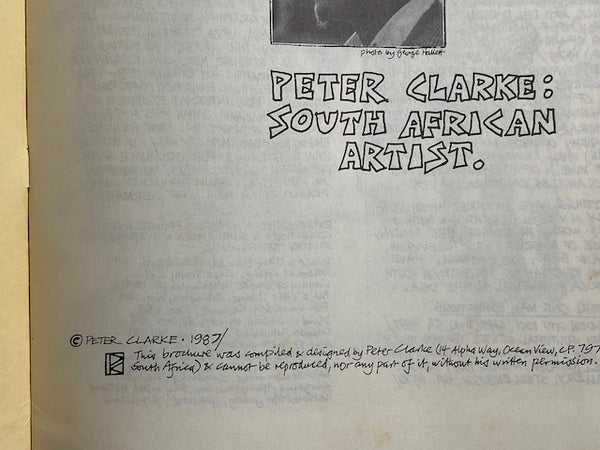 photo by George Hallett
PETER CLARKE:
SOUTH AFRICAN
ARTIST.
© PETER CLARKE · 1987/
This brochure was compiled & designed by Peter Clarke (14 Alpha Way, Ocean View, C.P. 797
South Africa) & cannot be reproduced, nor any part of it, without his written permission.